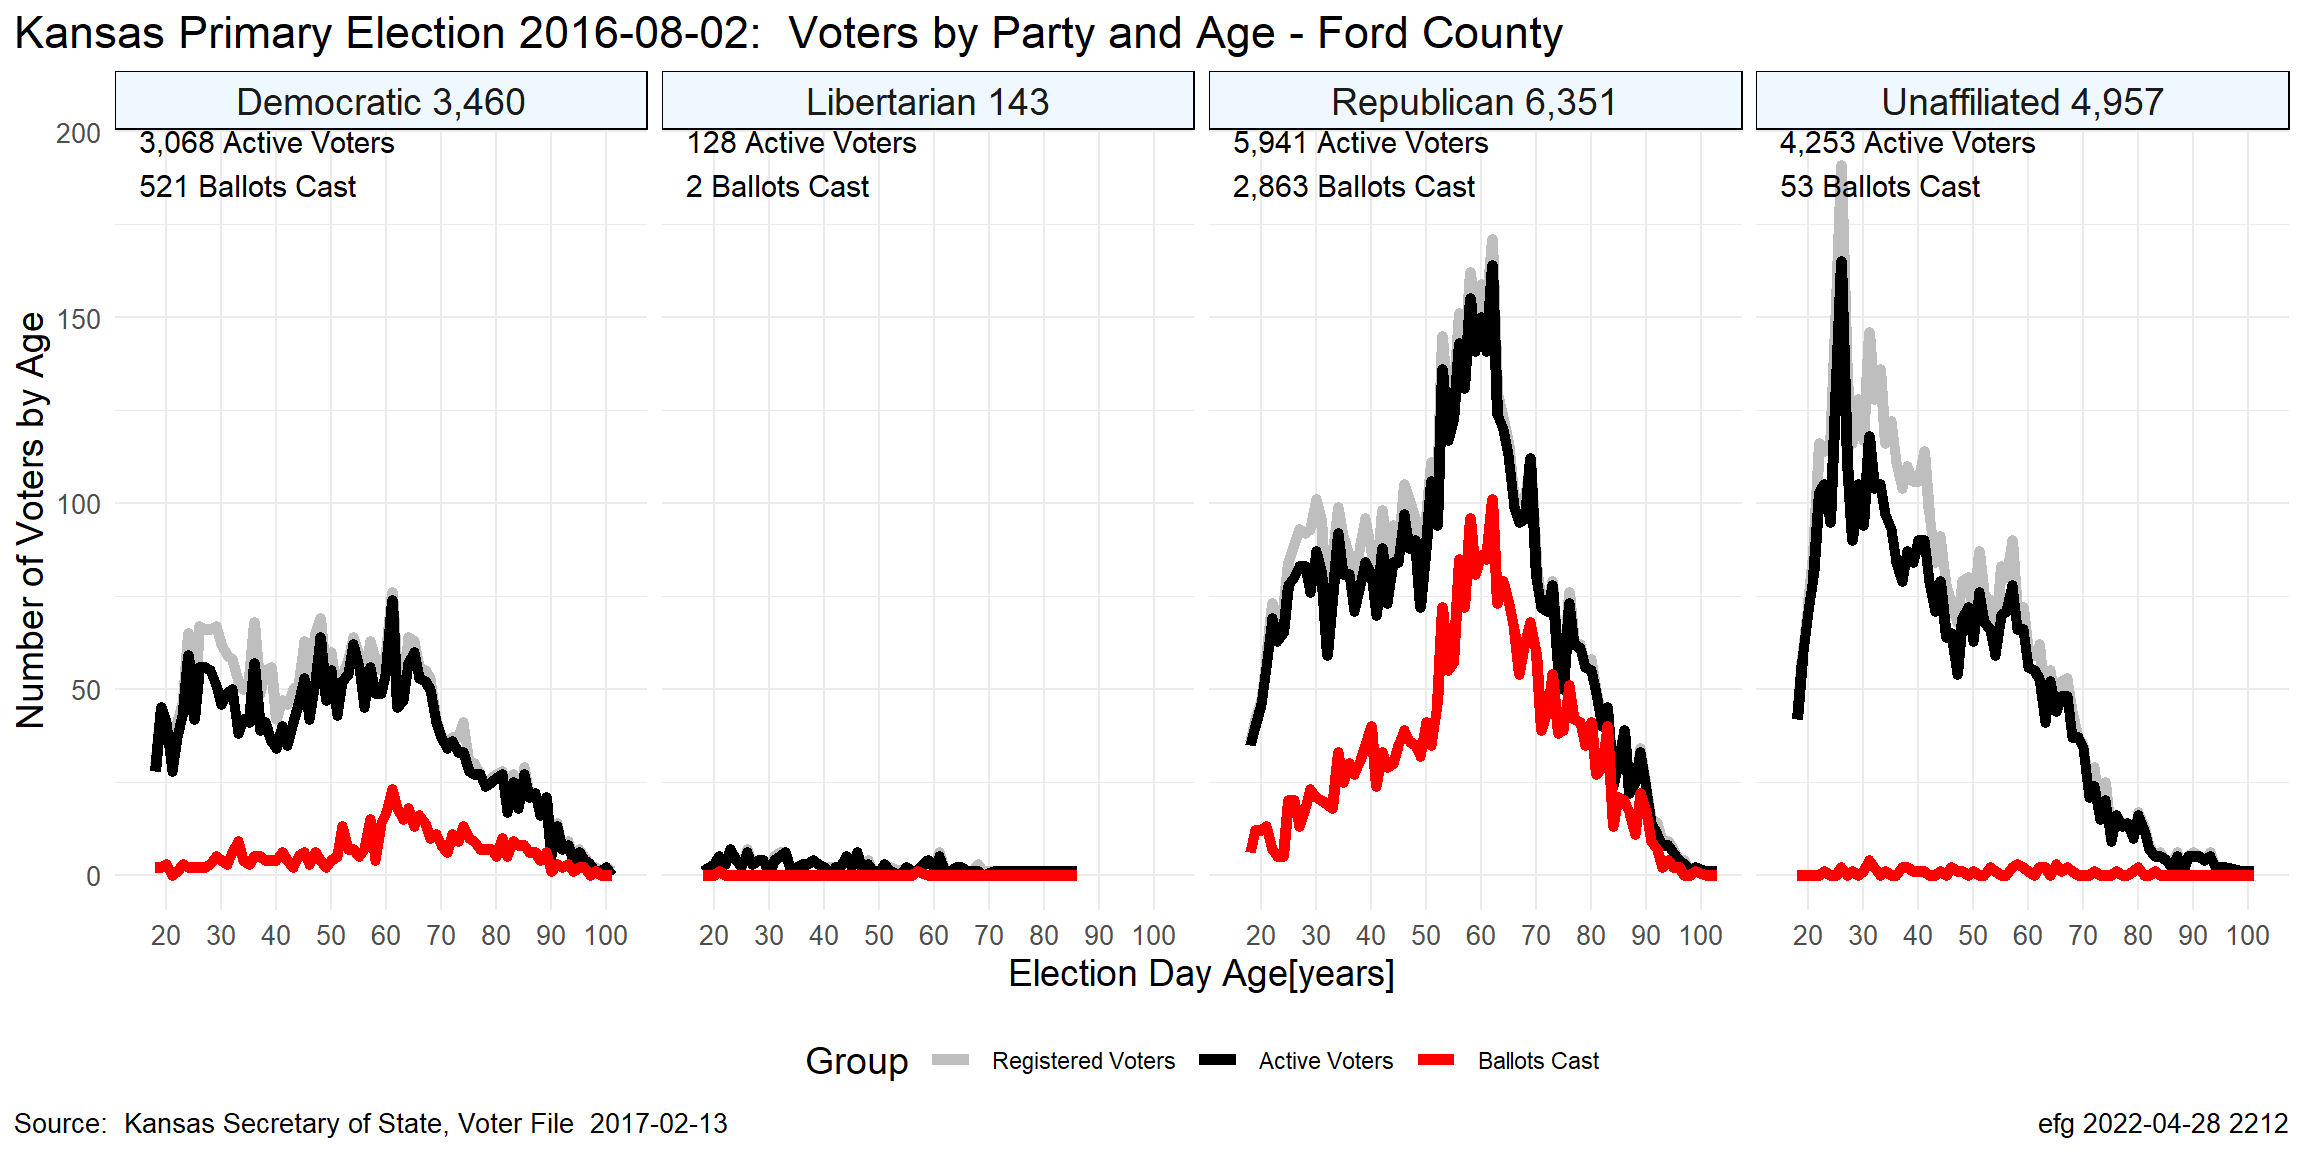 Kansas Primary Election 2016-08-02:  Voters by Party and Age - Ford County
Democratic 3,460
Libertarian 143
Republican 6,351
Unaffiliated 4,957
3,068 Active Voters
521 Ballots Cast
128 Active Voters
2 Ballots Cast
5,941 Active Voters
2,863 Ballots Cast
4,253 Active Voters
53 Ballots Cast
Number of Voters by Age
200
150
100
50
0
20 30 40 50 60 70 80 90 100
20 30 40 50 60 70 80 90 100
20 30 40 50 60 70 80 90 100
20 30 40 50 60 70 80 90 100
Election Day Age[years]
Group Registered Voters Active Voters Ballots Cast
Source:  Kansas Secretary of State, Voter File  2017-02-13
efg 2022-04-28 2212